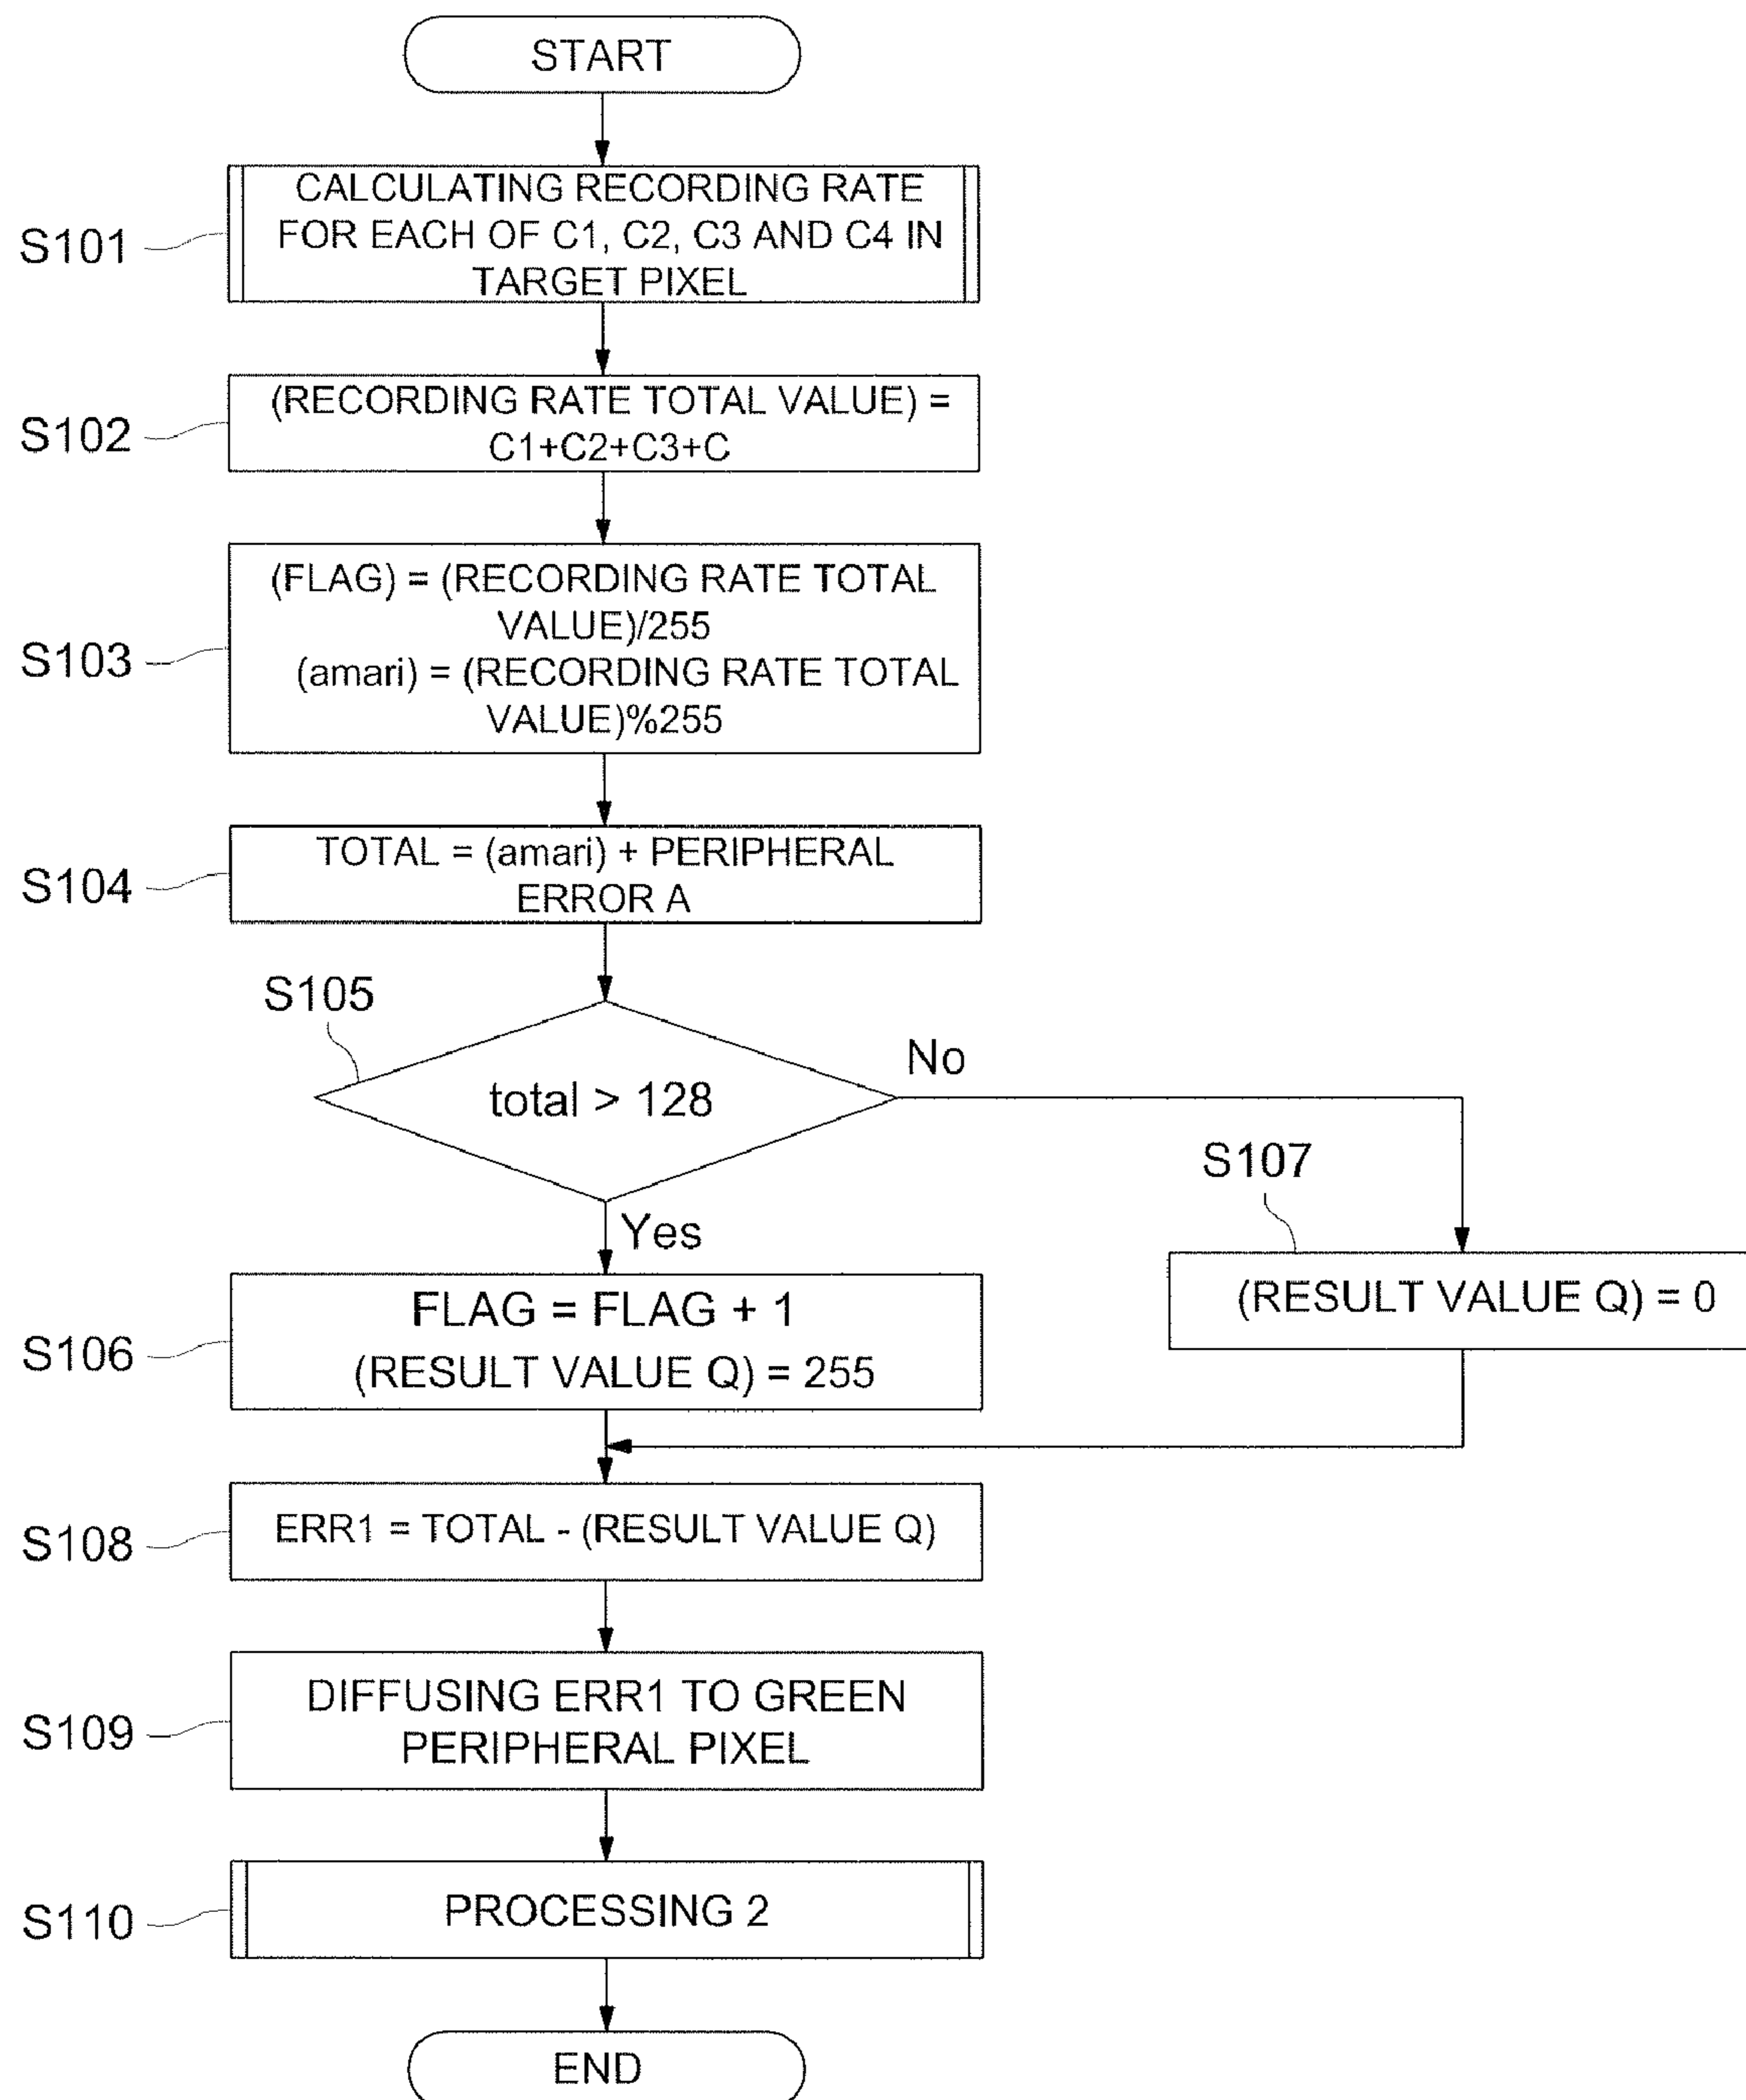 START
S101
CALCULATING RECORDING RATE
FOR EACH OF C1, C2, C3 AND C4 IN
TARGET PIXEL
S102
(RECORDING RATE TOTAL VALUE) =
C1+C2+C3+C
S103
(FLAG) = (RECORDING RATE TOTAL
VALUE)/255
(amari) = (RECORDING RATE TOTAL
VALUE)%255
S104
TOTAL = (amari) + PERIPHERAL
ERROR A
S105
total > 128
No
Yes
S107
(RESULT VALUE Q) = 0
S106
FLAG = FLAG + 1
(RESULT VALUE Q) = 255
S108
ERR1 = TOTAL - (RESULT VALUE Q)
S109
DIFFUSING ERR1 TO GREEN
PERIPHERAL PIXEL
S110
PROCESSING 2
END